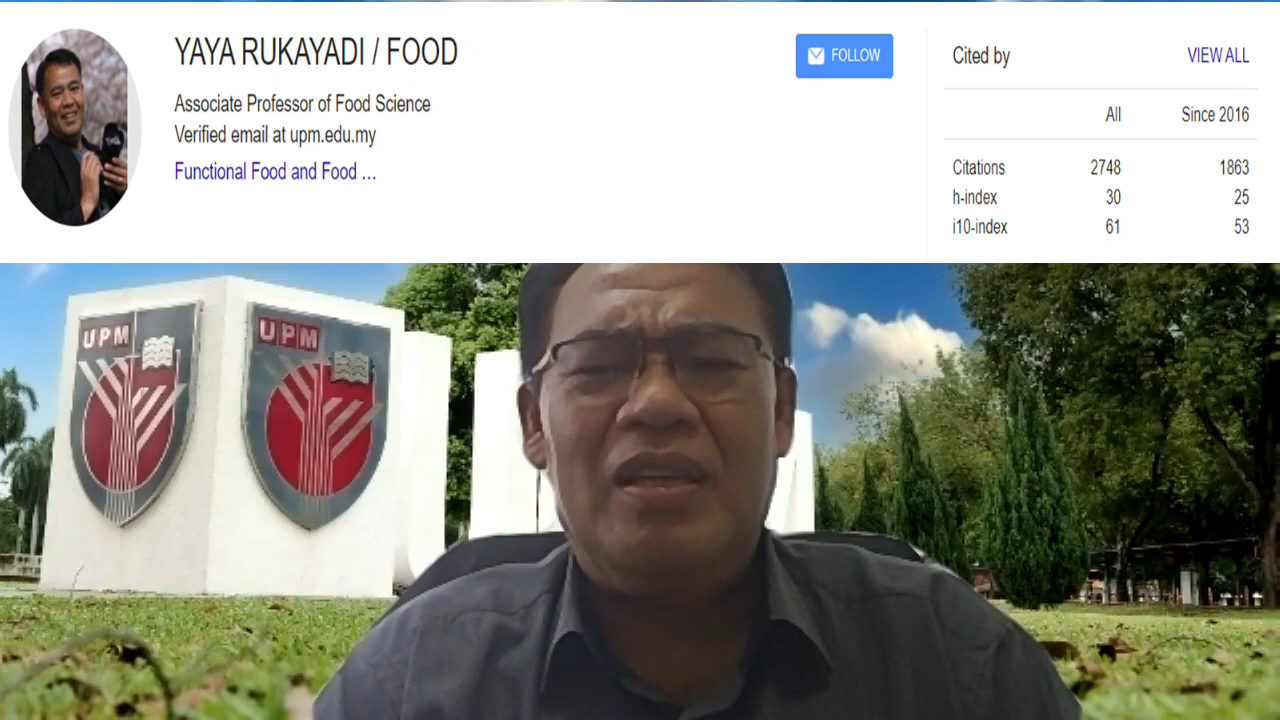 YAYA RUKAYADI / FOOD
FOLLOW
Associate Professor of Food Science
Verified email at upm.edu.my
Functional Food and Food ...
Cited by VIEW ALL
All Since 2016
Citations 2748 1863
h-index 30 25
i10-index 61 53
UPM
UPM